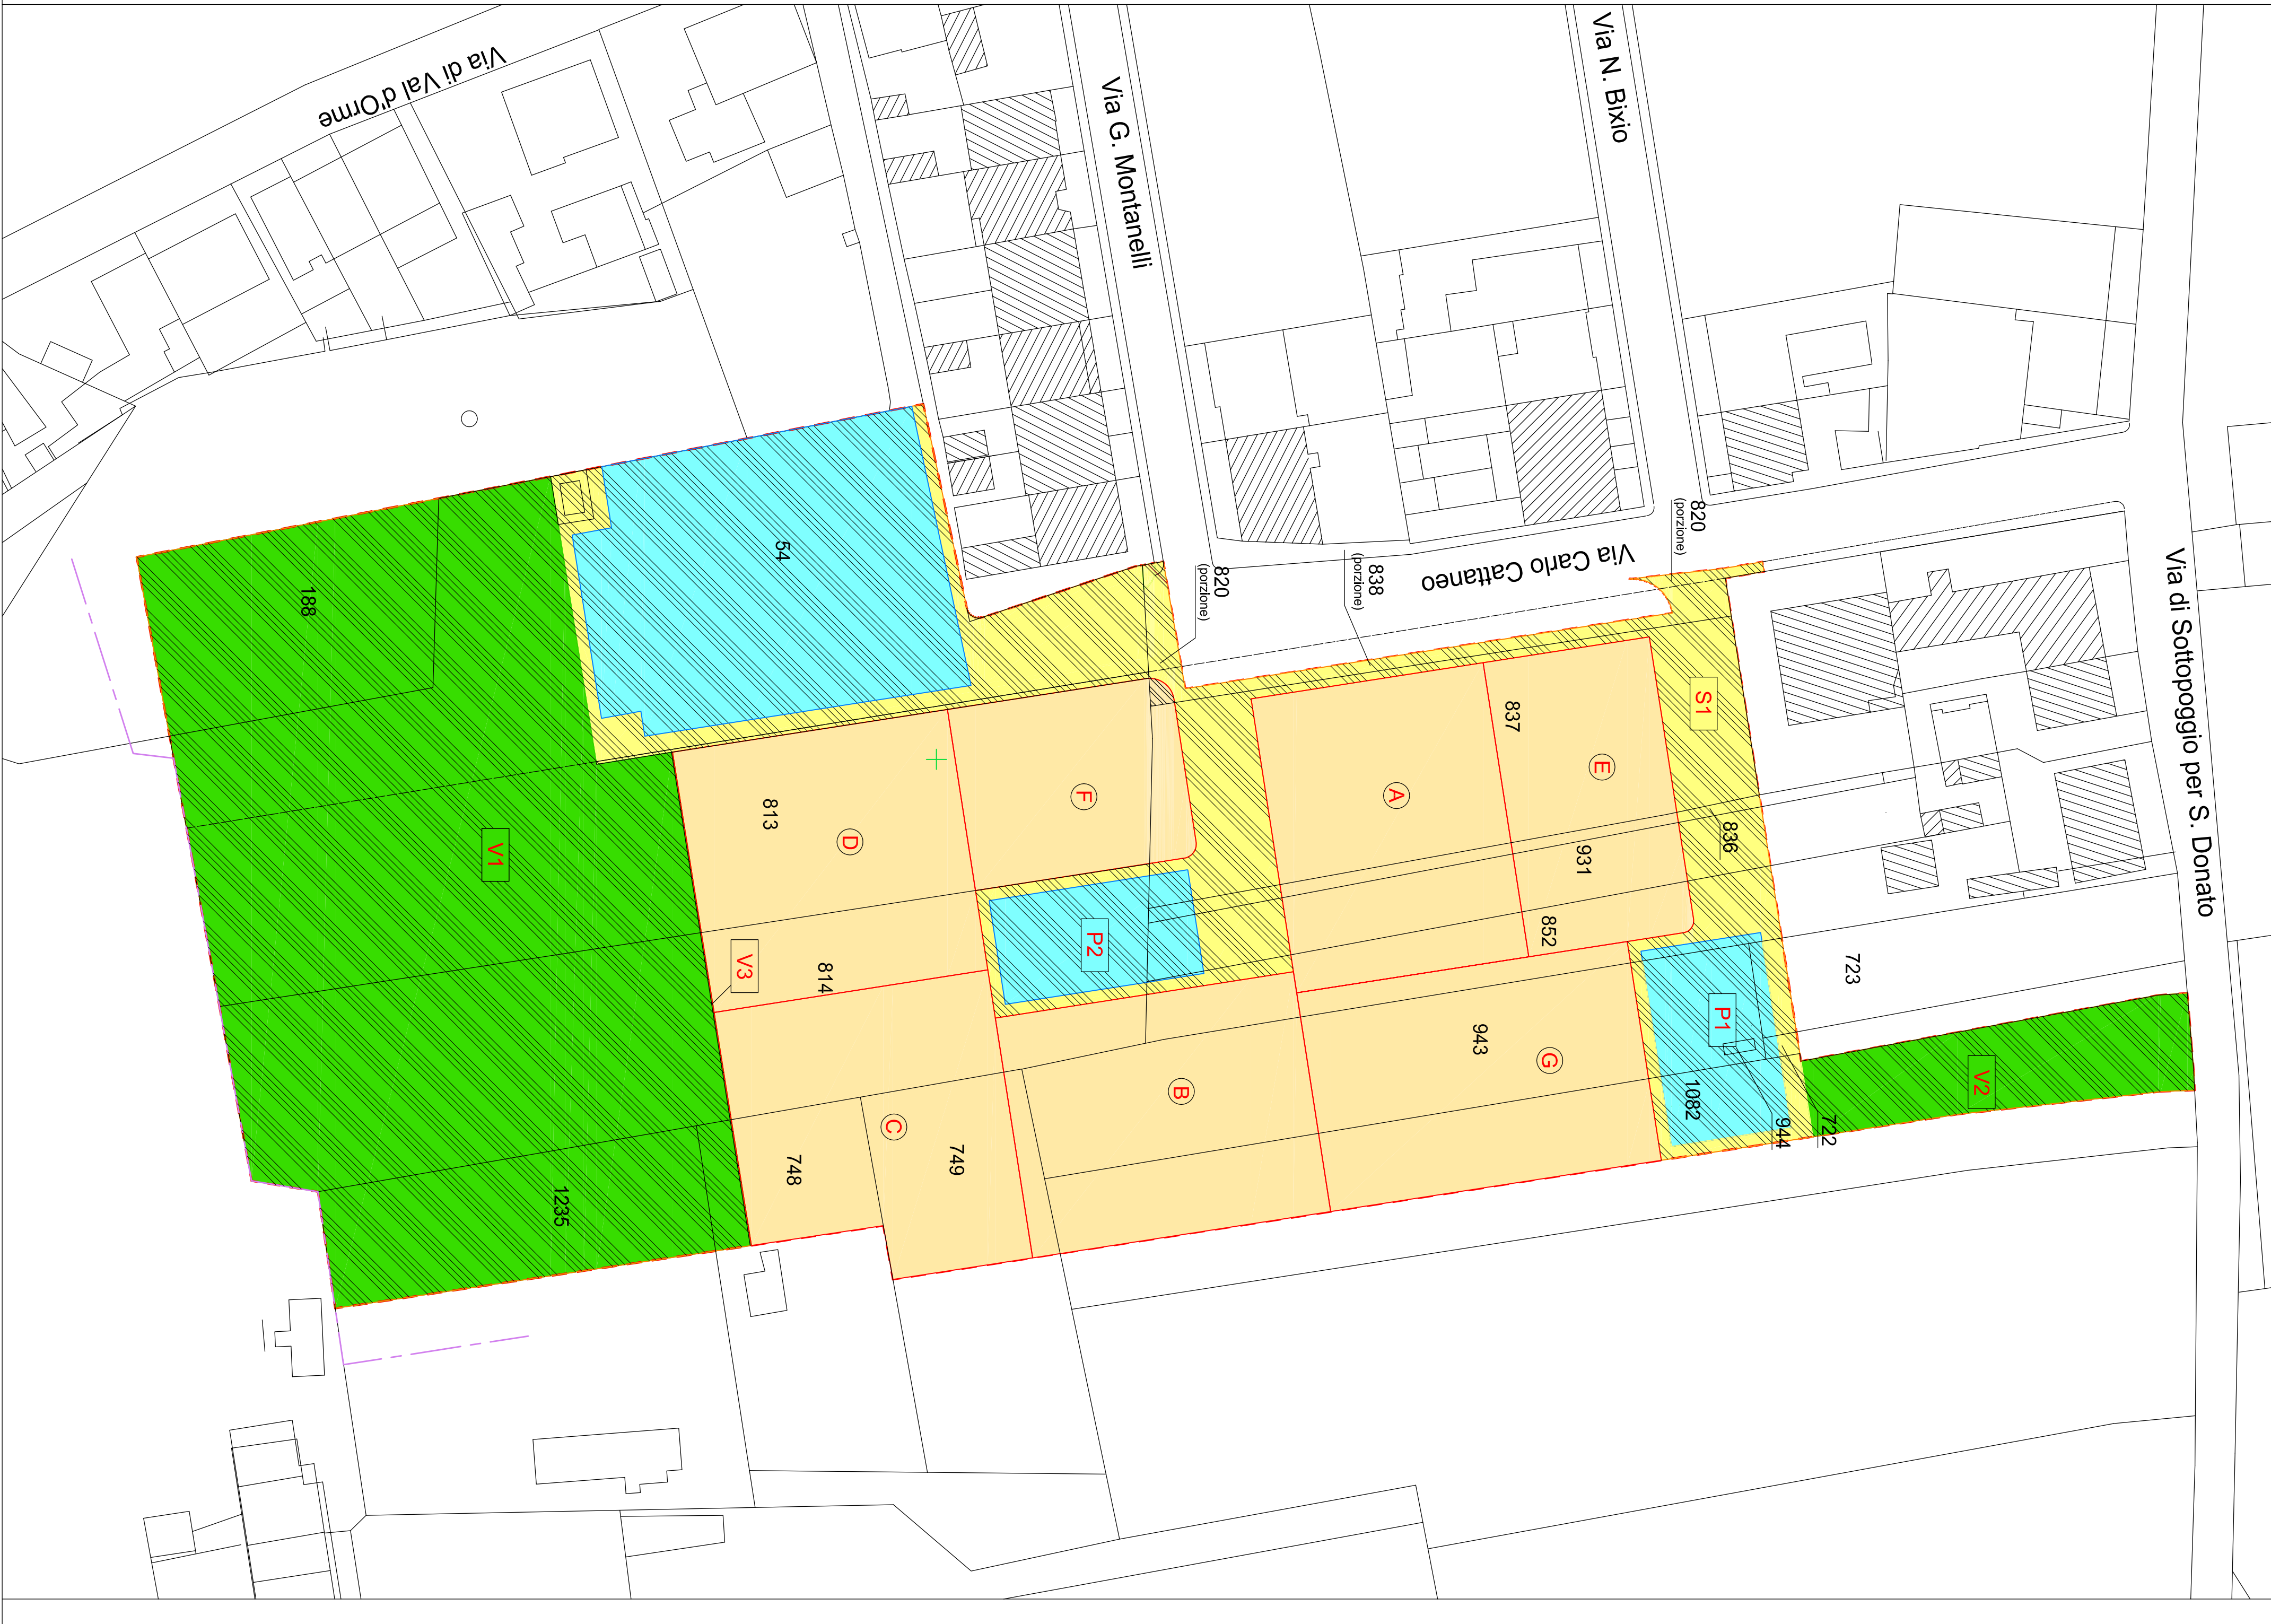 Via di Val d'Orme
Via G. Montanelli
Via N. Bixio
Via di Sottopoggio per S. Donato
Via Carlo Cattaneo
820
(porzione)
838
(porzione)
820
(porzione)
54
188
S1
837
E
A
F
836
931
813
D
V1
852
P2
V3
814
723
P1
943
G
V2
B
1082
944
722
C
749
748
1235